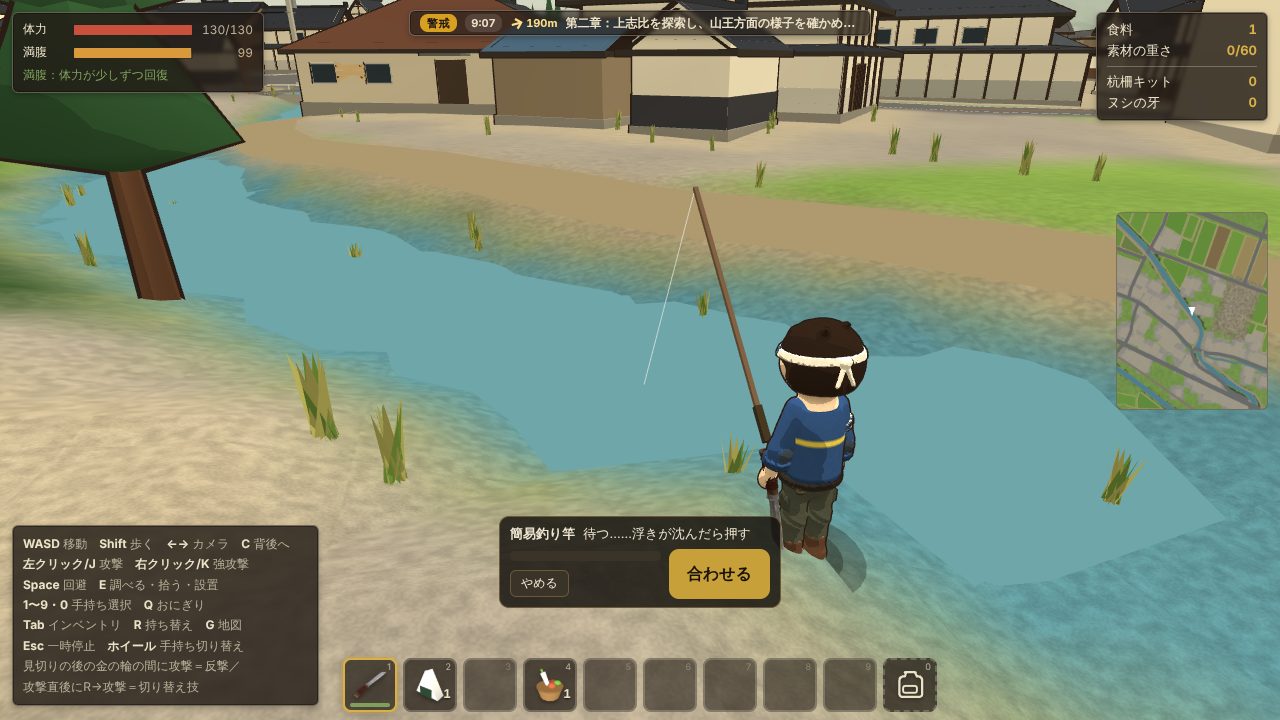 体力 130/130
満腹 99
満腹：体力が少しずつ回復
警戒 9:07 190m 第二章：上志比を探索し、山王方面の様子を確かめ…
食料 1
素材の重さ 0/60
杭柵キット 0
ヌシの牙 0
簡易釣り竿 待つ……浮きが沈んだら押す
合わせる
やめる
WASD 移動 Shift 歩く ←→ カメラ C 背後へ
左クリック/J 攻撃 右クリック/K 強攻撃
Space 回避 E 調べる・拾う・設置
1〜9・0 手持ち選択 Q おにぎり
Tab インベントリ R 持ち替え G 地図
Esc 一時停止 ホイール 手持ち切り替え
見切りの後の金の輪の間に攻撃＝反撃／
攻撃直後にR→攻撃＝切り替え技
1 2 3 4 5 6 7 8 9 0
1 1